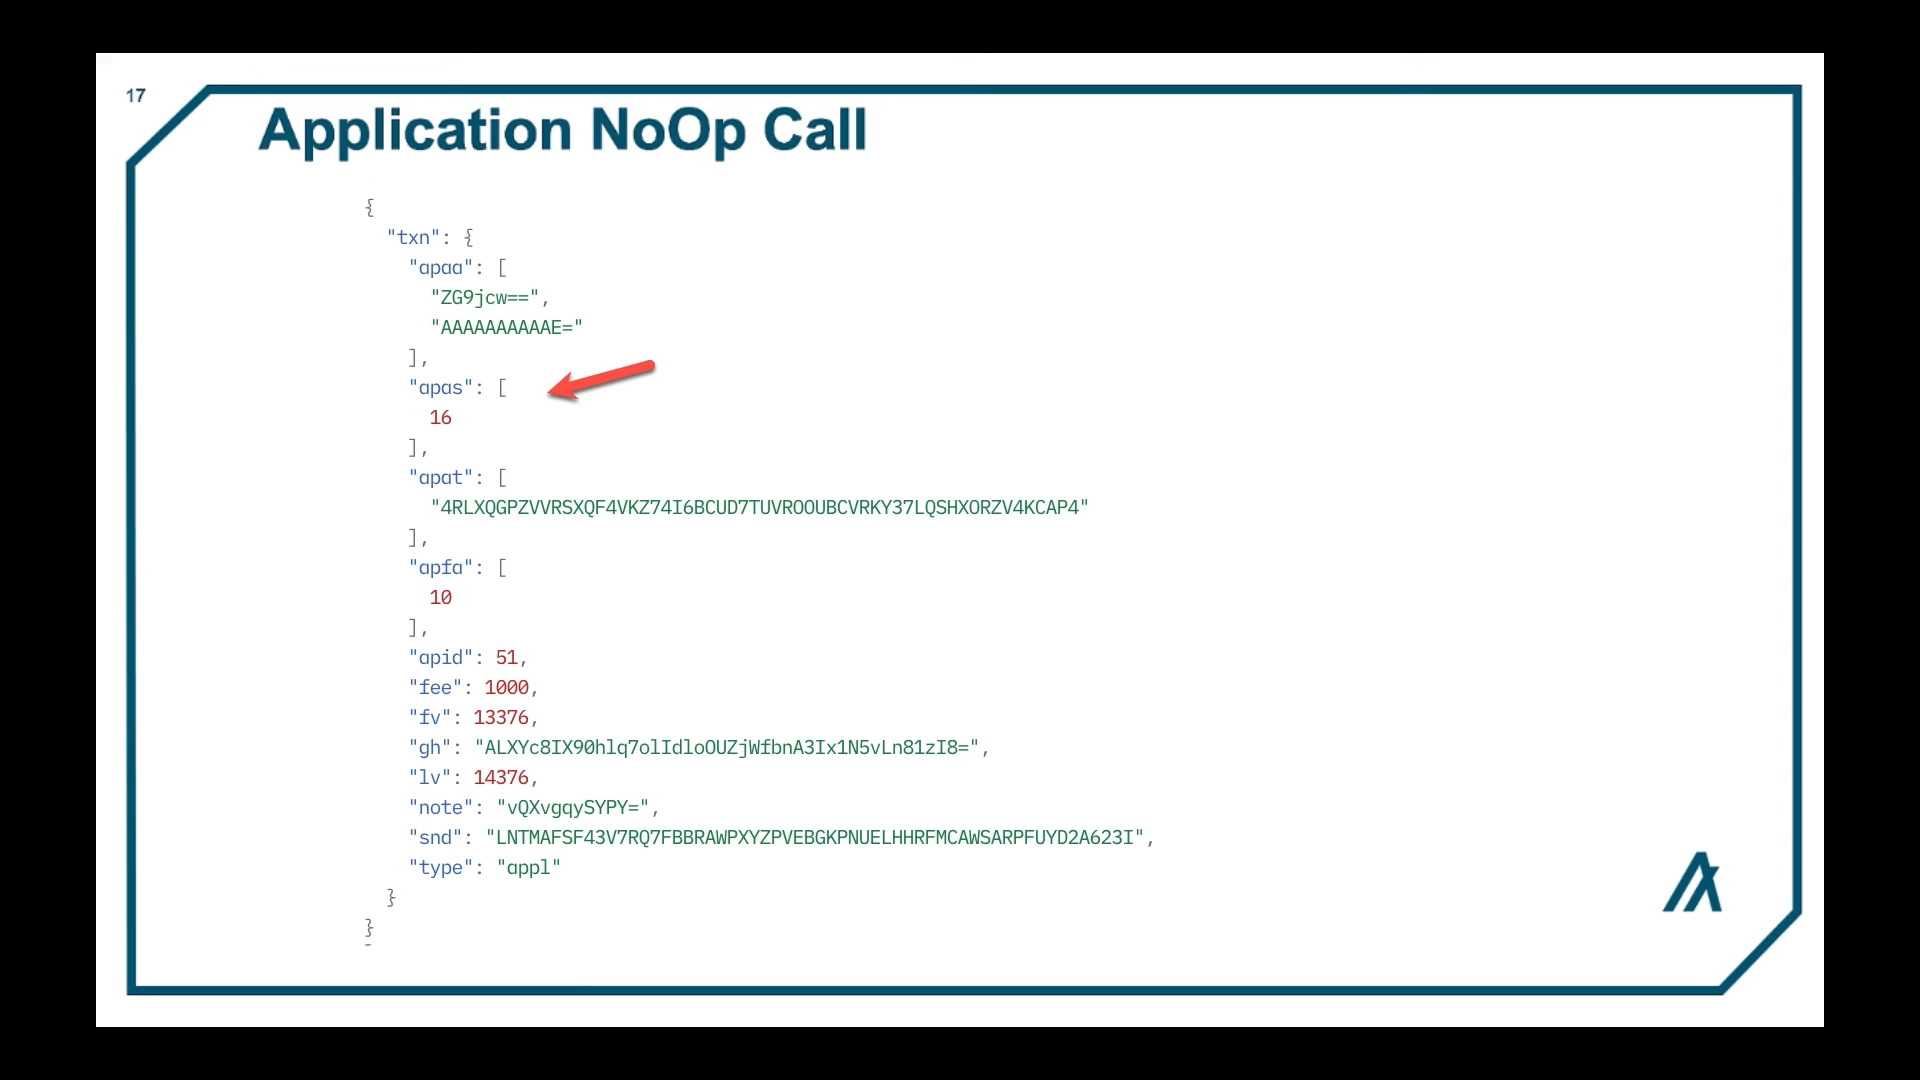 17
Application NoOp Call
{
"txn": {
"apaa": [
"ZG9jcw==",
"AAAAAAAAAAE="
],
"apas": [
16
],
"apat": [
"4RLXQGPZVVRSXQF4VKZ74I6BCUD7TUVROOUBCVRKY37LQSHXORZV4KCAP4"
],
"apfa": [
10
],
"apid": 51,
"fee": 1000,
"fv": 13376,
"gh": "ALXYc8IX90hlq7olIdloOUZjWfbnA3Ix1N5vLn81zI8=",
"lv": 14376,
"note": "vQXvgqySYPY=",
"snd": "LNTMAFSF43V7RQ7FBBRAWPXYZPVEBGKPNUELHHRFMCAWSARPFUYD2A623I",
"type": "appl"
}
}